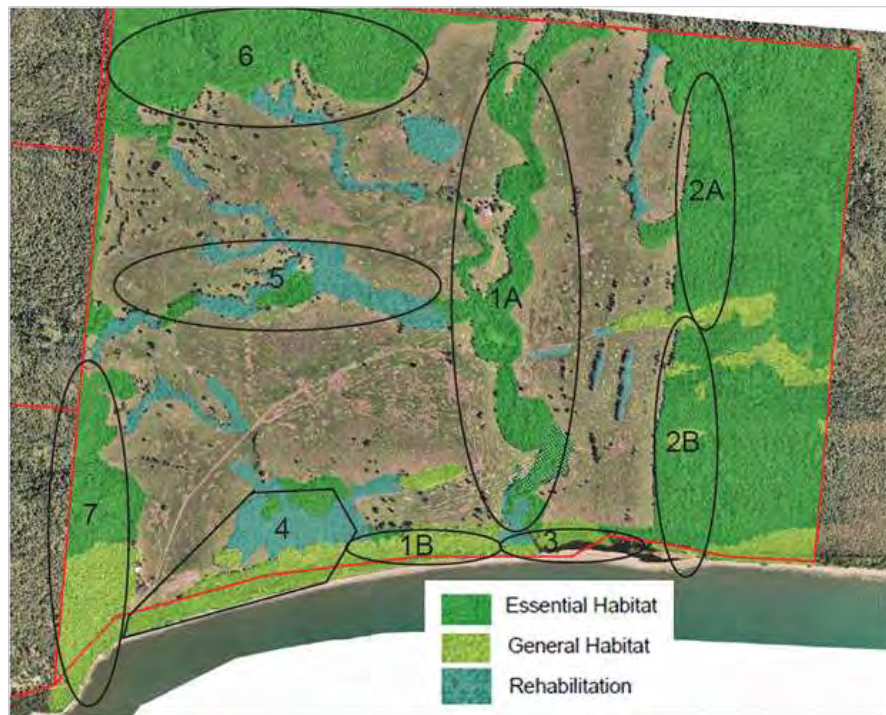 6
2A
5
1A
2B
7
4
1B
3
Essential Habitat
General Habitat
Rehabilitation